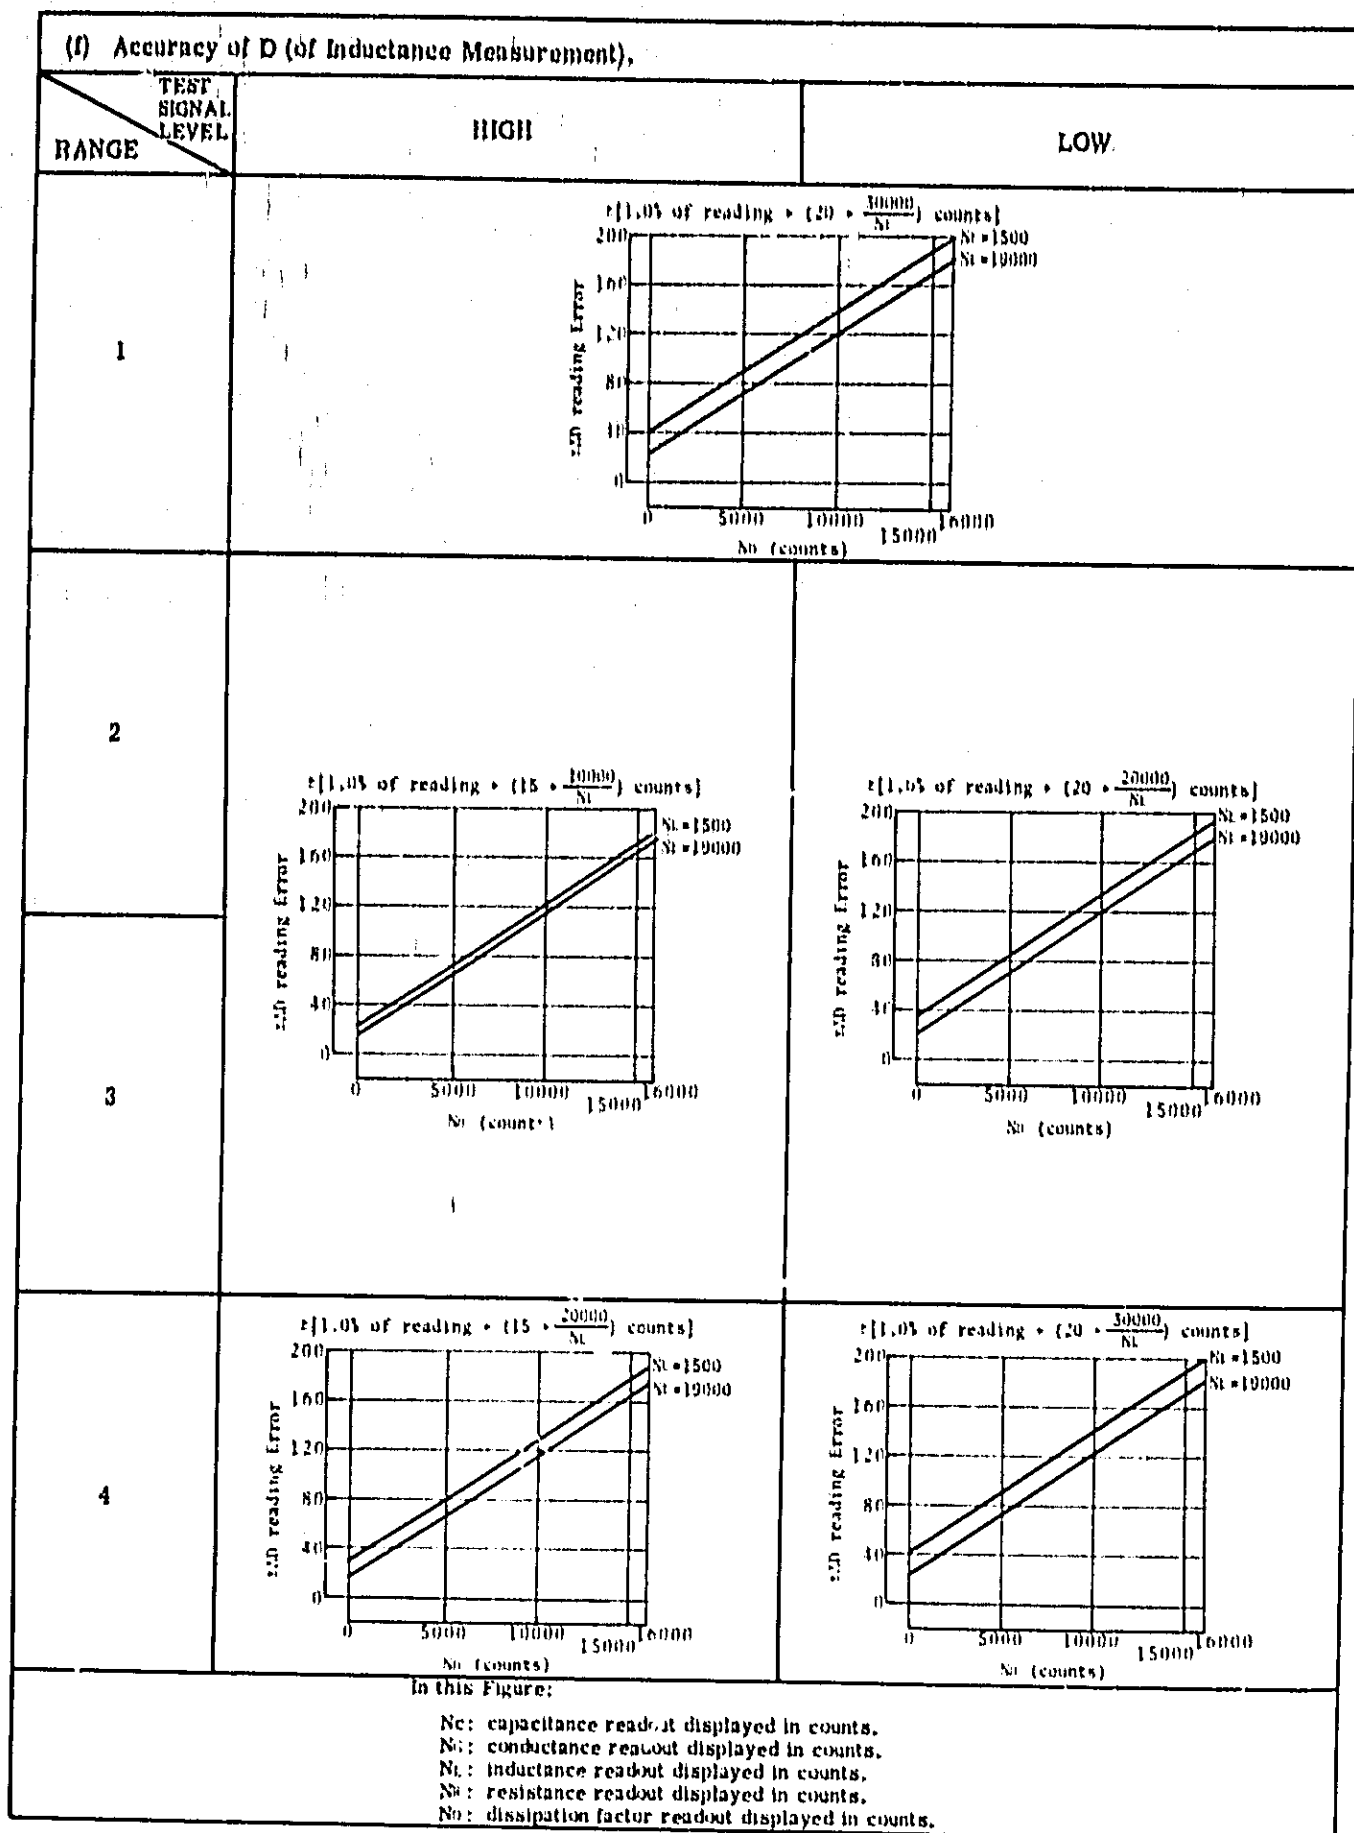 (f) Accuracy of D (of Inductance Measurement).
TEST
SIGNAL
LEVEL
RANGE
HIGH
LOW
1
±[1.0% of reading + (20 + 30000/NL) counts]
200
160
120
80
40
0
±D reading Error
NL=1500
NL=19000
0 5000 10000 15000 16000
ND (counts)
2
3
±[1.0% of reading + (15 + 10000/NL) counts]
200
160
120
80
40
0
±D reading Error
NL=1500
NL=19000
0 5000 10000 15000 16000
ND (counts)
±[1.0% of reading + (20 + 20000/NL) counts]
200
160
120
80
40
0
±D reading Error
NL=1500
NL=19000
0 5000 10000 15000 16000
ND (counts)
4
±[1.0% of reading + (15 + 20000/NL) counts]
200
160
120
80
40
0
±D reading Error
NL=1500
NL=19000
0 5000 10000 15000 16000
ND (counts)
±[1.0% of reading + (20 + 30000/NL) counts]
200
160
120
80
40
0
±D reading Error
NL=1500
NL=19000
0 5000 10000 15000 16000
ND (counts)
In this Figure:
NC: capacitance readout displayed in counts.
NG: conductance readout displayed in counts.
NL: inductance readout displayed in counts.
NR: resistance readout displayed in counts.
ND: dissipation factor readout displayed in counts.